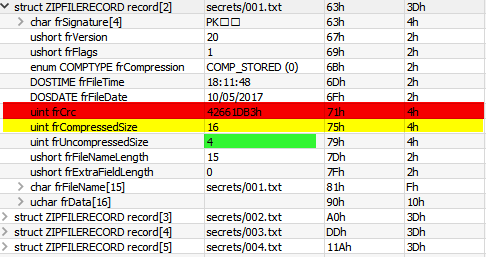 struct ZIPFILERECORD record[2] secrets/001.txt 63h 3Dh
char frSignature[4] PK□□ 63h 4h
ushort frVersion 20 67h 2h
ushort frFlags 1 69h 2h
enum COMPTYPE frCompression COMP_STORED (0) 6Bh 2h
DOSTIME frFileTime 18:11:48 6Dh 2h
DOSDATE frFileDate 10/05/2017 6Fh 2h
uint frCrc 42661DB3h 71h 4h
uint frCompressedSize 16 75h 4h
uint frUncompressedSize 4 79h 4h
ushort frFileNameLength 15 7Dh 2h
ushort frExtraFieldLength 0 7Fh 2h
char frFileName[15] secrets/001.txt 81h Fh
uchar frData[16] 90h 10h
struct ZIPFILERECORD record[3] secrets/002.txt A0h 3Dh
struct ZIPFILERECORD record[4] secrets/003.txt DDh 3Dh
struct ZIPFILERECORD record[5] secrets/004.txt 11Ah 3Dh